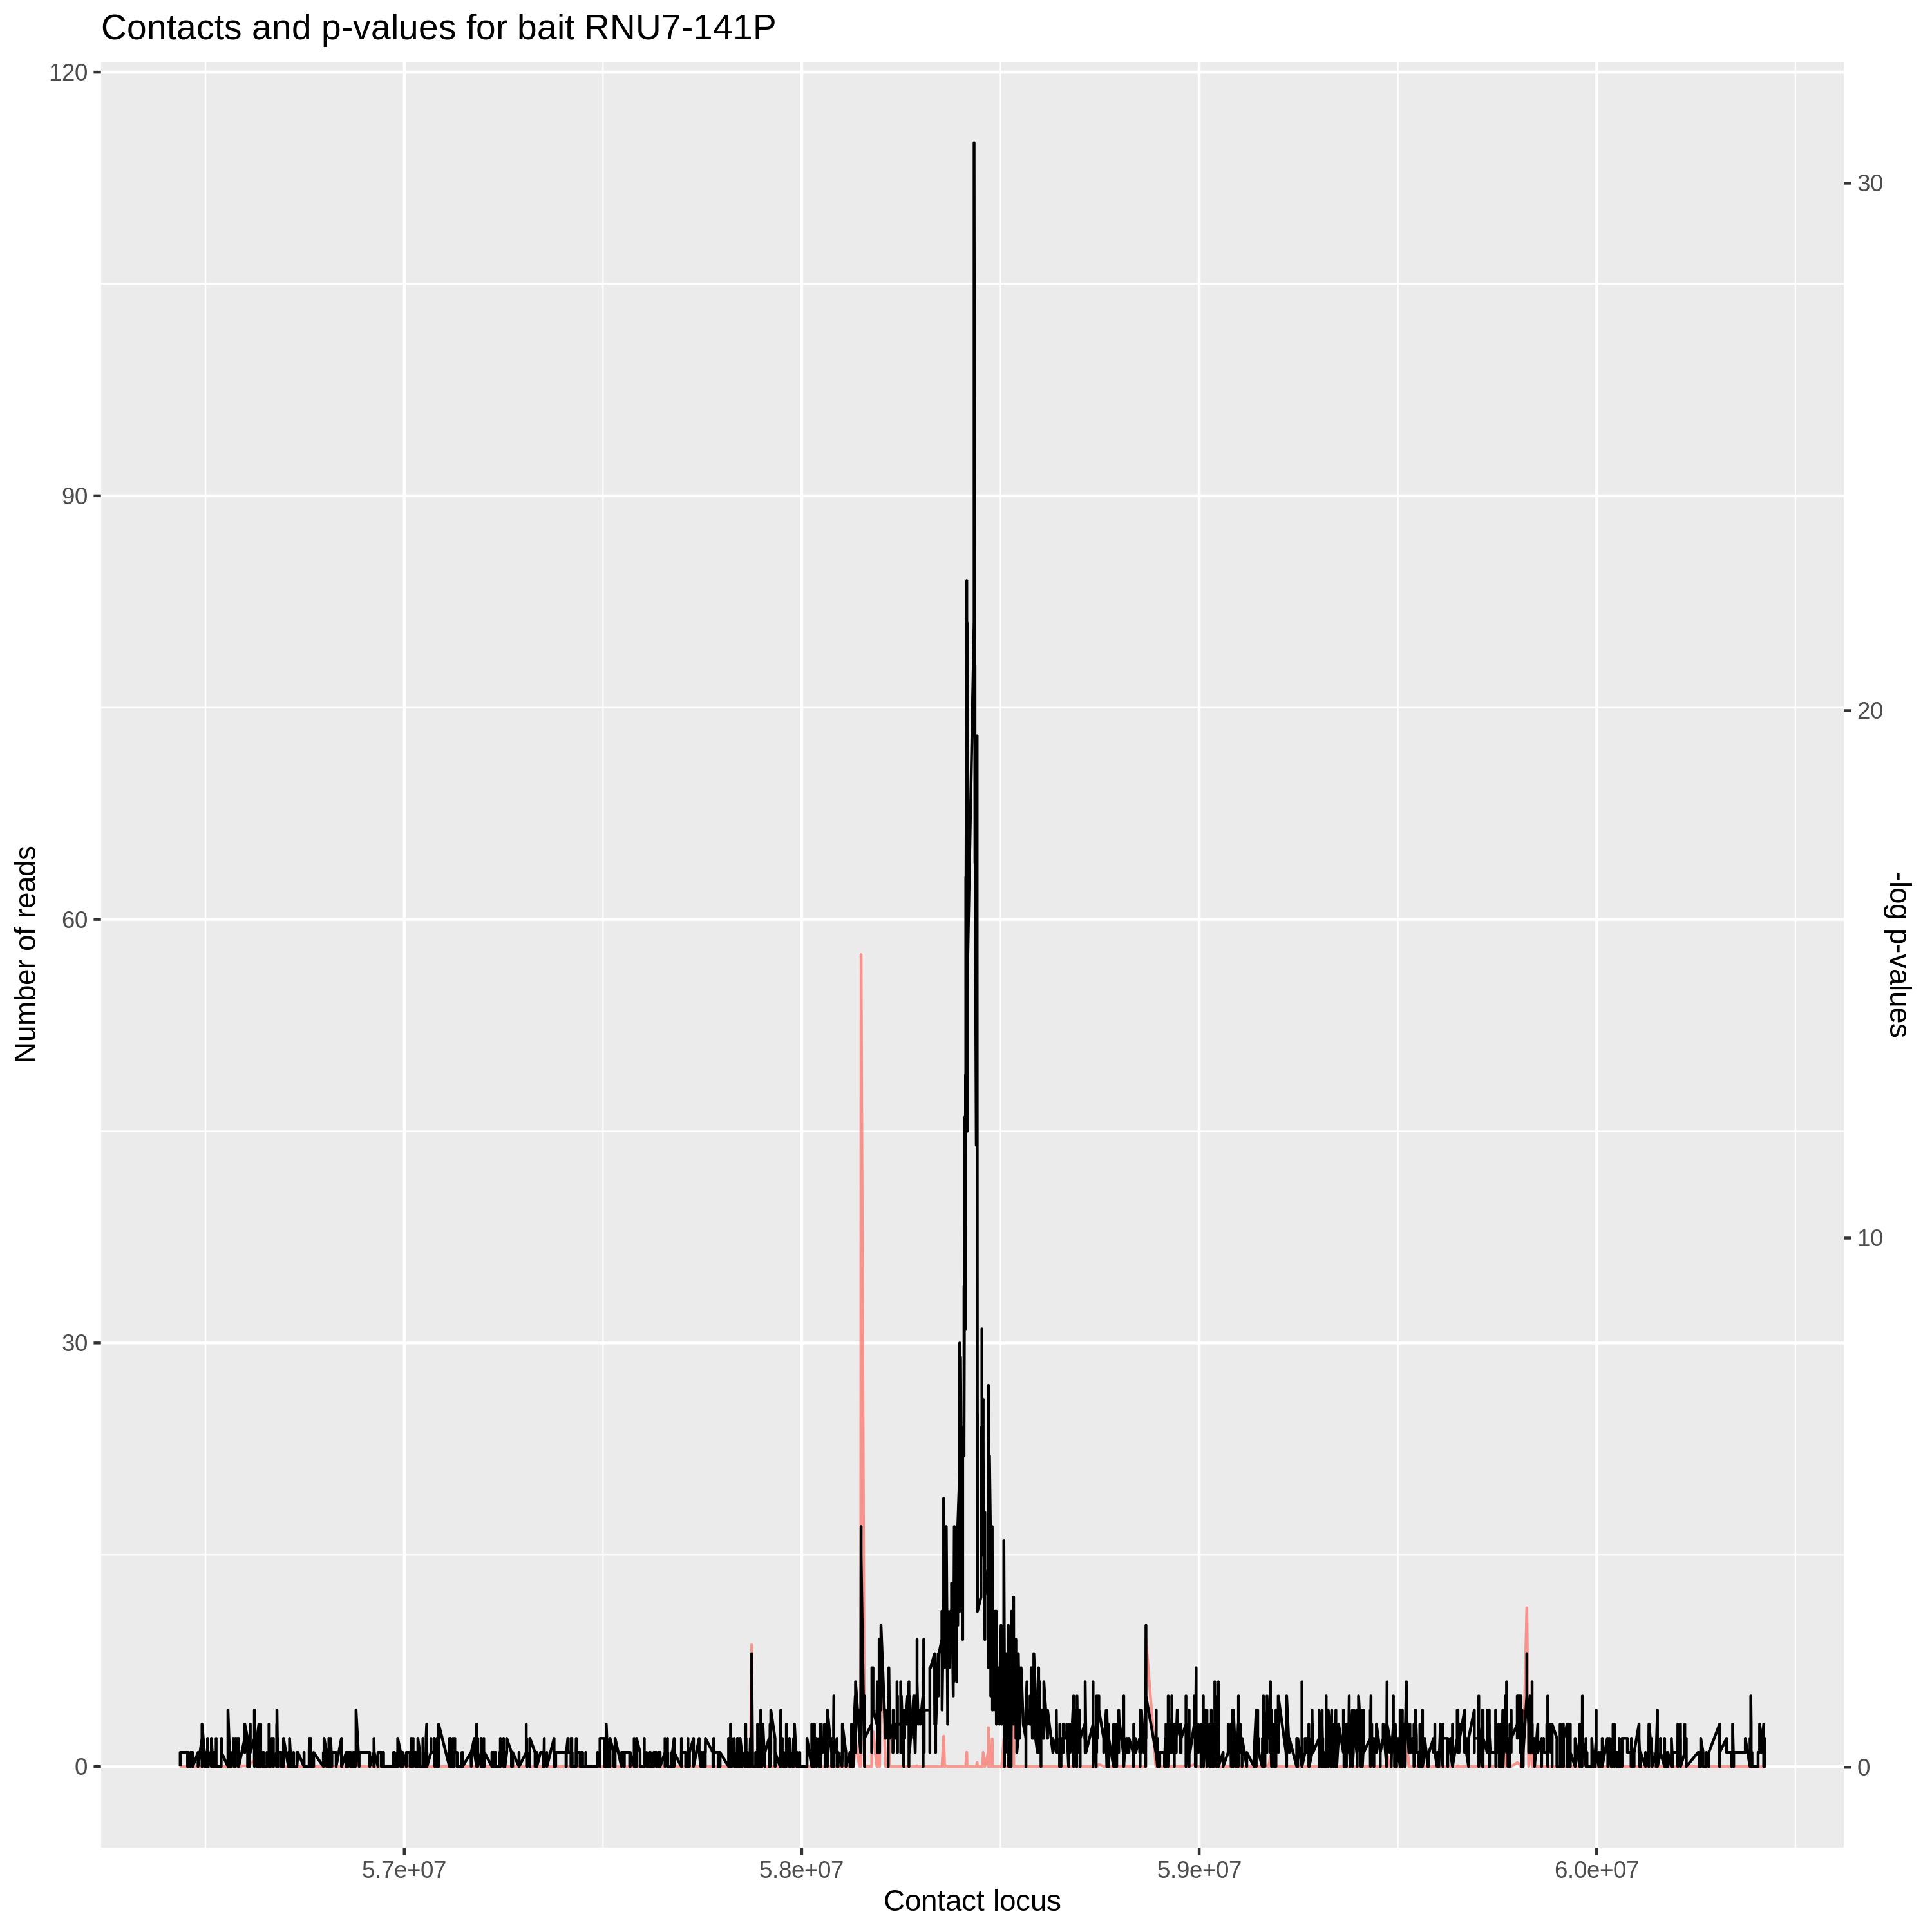 Contacts and p-values for bait RNU7-141P
120
90
60
30
0
Number of reads
30
20
10
0
-log p-values
5.7e+07
5.8e+07
5.9e+07
6.0e+07
Contact locus